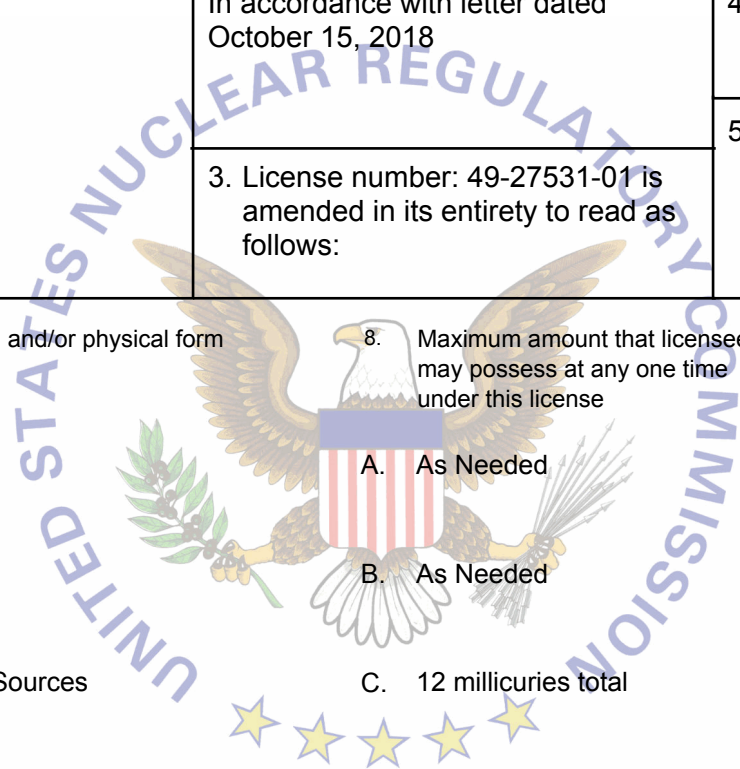 In accordance with letter dated
October 15, 2018
4
5
3. License number: 49-27531-01 is
amended in its entirety to read as
follows:
and/or physical form
8. Maximum amount that licensee
may possess at any one time
under this license
A. As Needed
B. As Needed
Sources
C. 12 millicuries total
UNITED STATES NUCLEAR REGULATORY COMMISSION